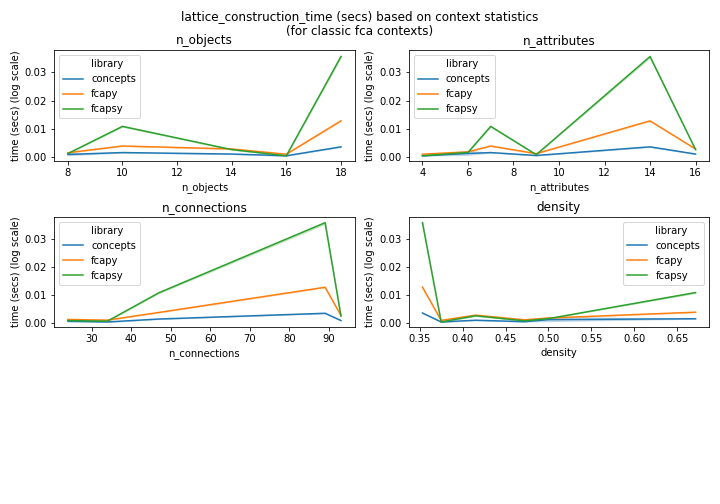 lattice_construction_time (secs) based on context statistics
(for classic fca contexts)
n_objects
time (secs) (log scale)
0.03
0.02
0.01
0.00
library
concepts
fcapy
fcapsy
8 10 12 14 16 18
n_objects
n_attributes
time (secs) (log scale)
0.03
0.02
0.01
0.00
library
concepts
fcapy
fcapsy
4 6 8 10 12 14 16
n_attributes
n_connections
time (secs) (log scale)
0.03
0.02
0.01
0.00
library
concepts
fcapy
fcapsy
30 40 50 60 70 80 90
n_connections
density
time (secs) (log scale)
0.03
0.02
0.01
0.00
library
concepts
fcapy
fcapsy
0.35 0.40 0.45 0.50 0.55 0.60 0.65
density